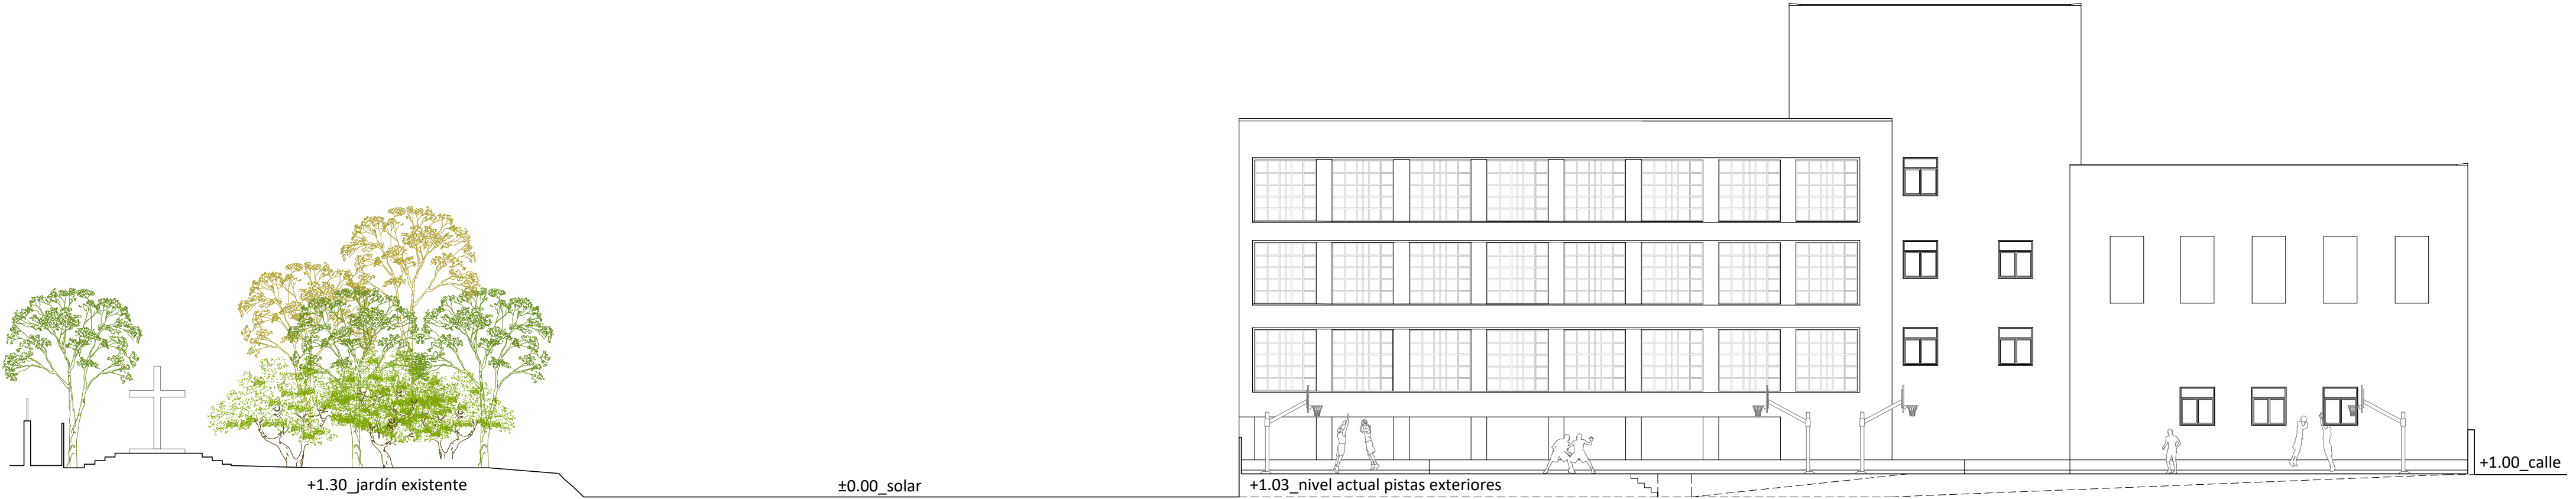 +1.30_jardín existente
±0.00_solar
+1.03_nivel actual pistas exteriores
+1.00_calle